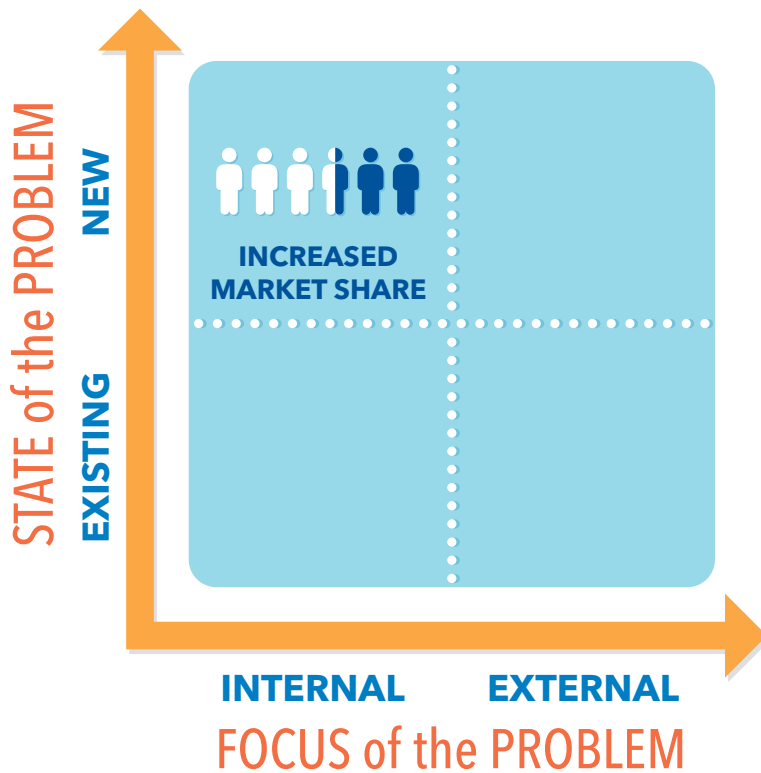 STATE of the PROBLEM
NEW
EXISTING
INCREASED
MARKET SHARE
INTERNAL
EXTERNAL
FOCUS of the PROBLEM